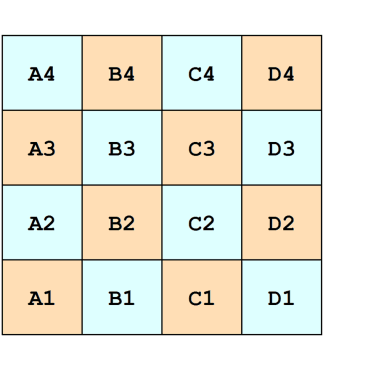 A4 B4 C4 D4
A3 B3 C3 D3
A2 B2 C2 D2
A1 B1 C1 D1